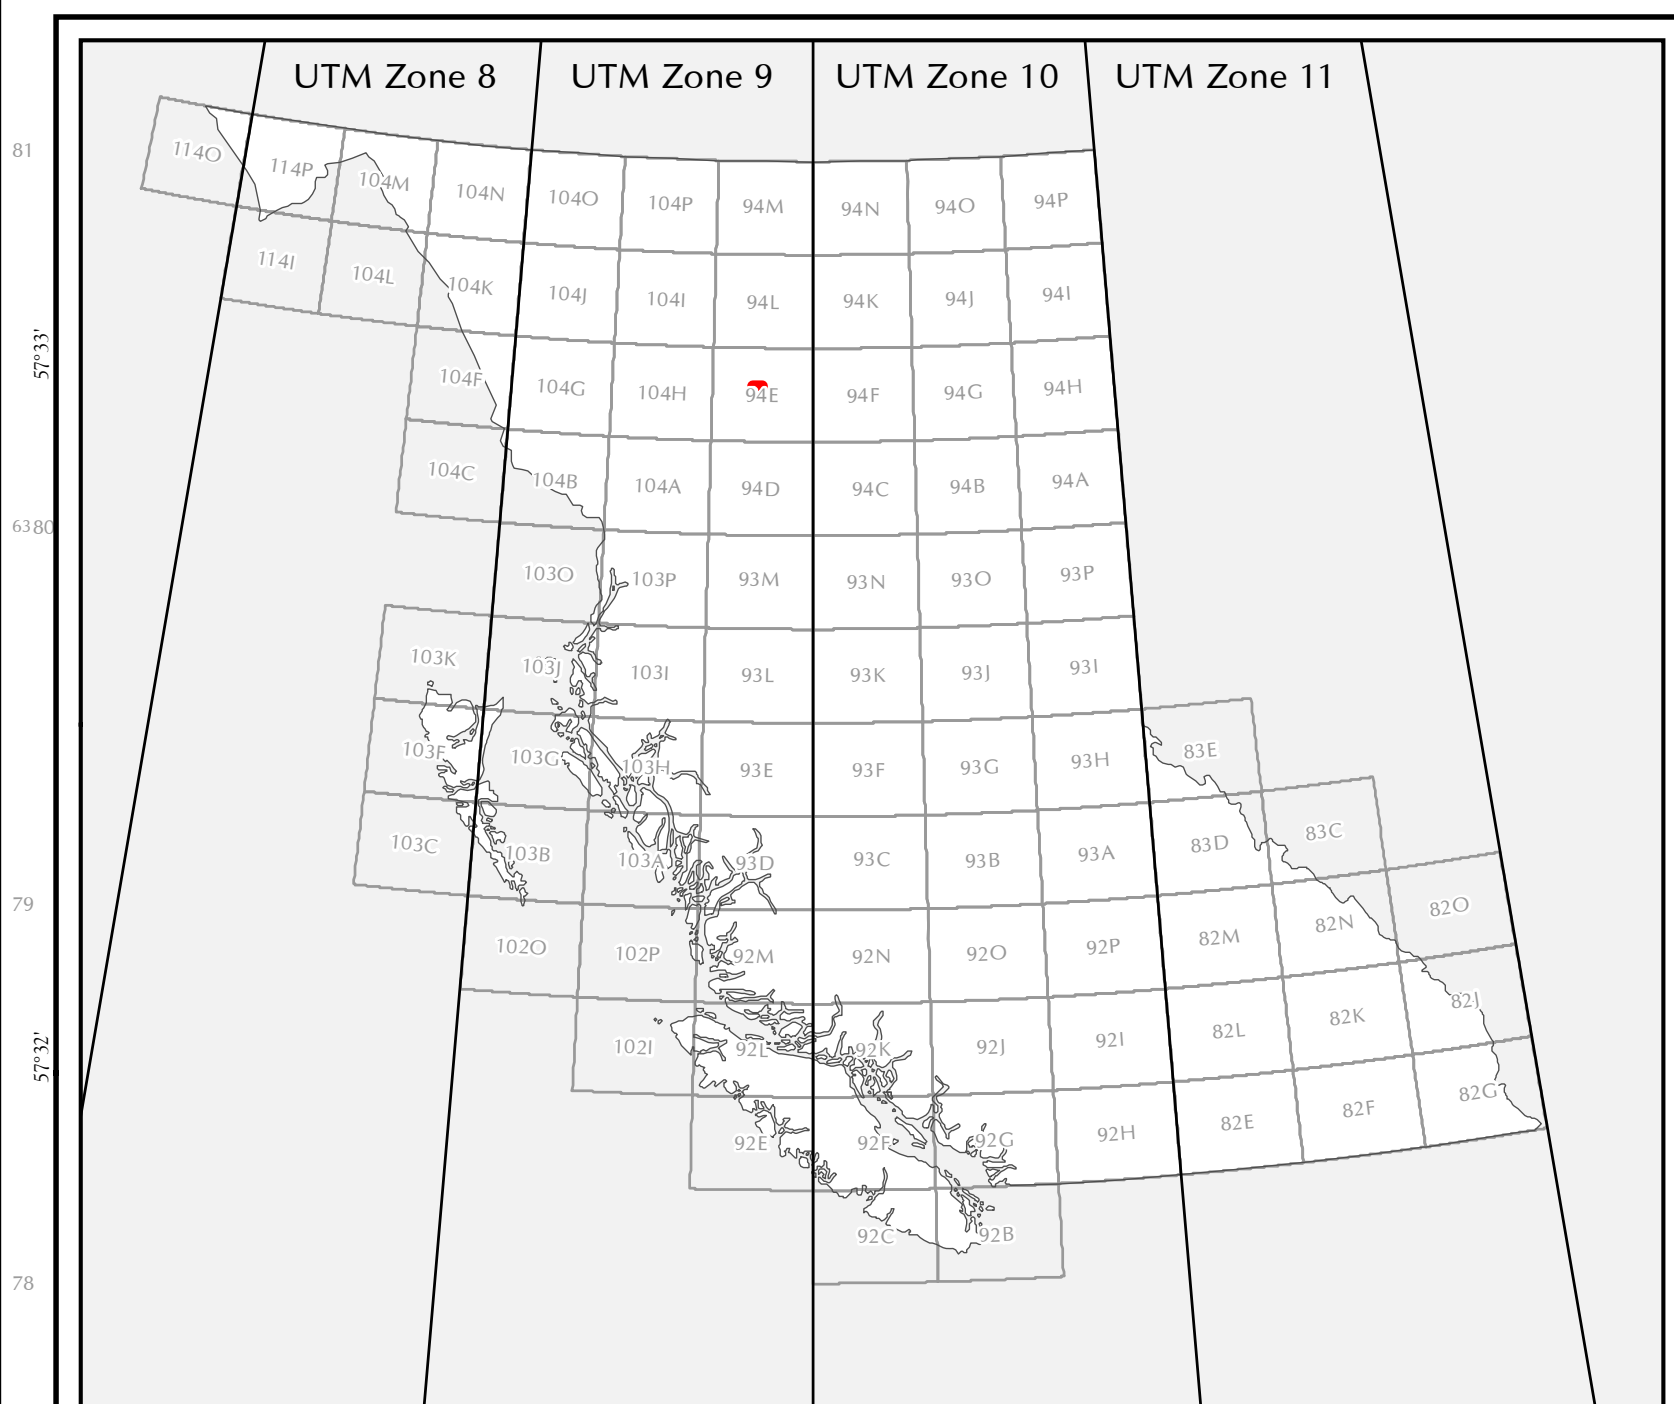 UTM Zone 8 UTM Zone 9 UTM Zone 10 UTM Zone 11
81
57°33'
6380
79
57°32'
78
114O 114P 104M 104N 104O 104P 94M 94N 94O 94P
114I 104L 104K 104J 104I 94L 94K 94J 94I
104F 104G 104H 94E 94F 94G 94H
104C 104B 104A 94D 94C 94B 94A
103O 103P 93M 93N 93O 93P
103K 103J 103I 93L 93K 93J 93I
103F 103G 103H 93E 93F 93G 93H 83E
103C 103B 103A 93D 93C 93B 93A 83D 83C
102O 102P 92M 92N 92O 92P 82M 82N 82O
102I 92L 92K 92J 92I 82L 82K 82J
92E 92F 92G 92H 82E 82F 82G
92C 92B